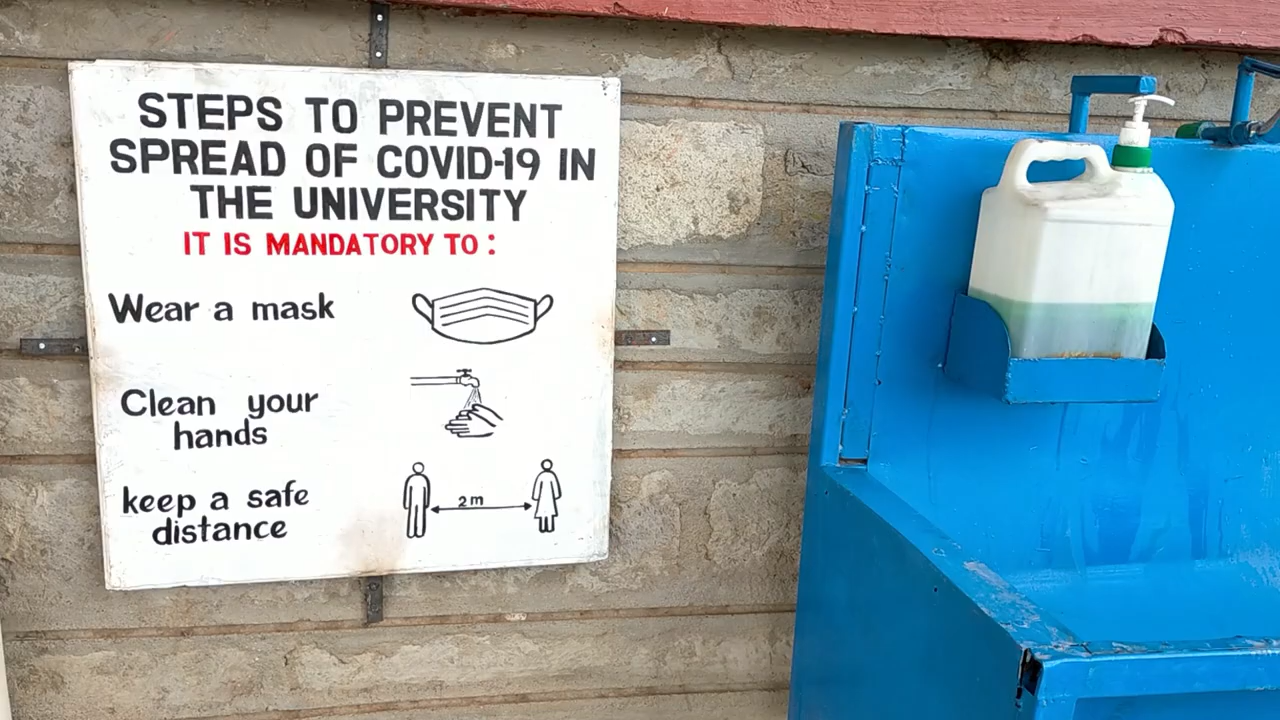 STEPS TO PREVENT
SPREAD OF COVID-19 IN
THE UNIVERSITY
IT IS MANDATORY TO :
Wear a mask
Clean your
hands
keep a safe
distance
2m